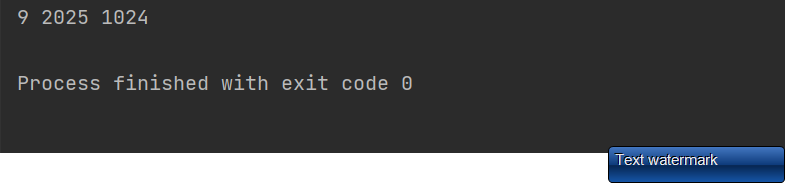 9 2025 1024
Process finished with exit code 0
Text watermark